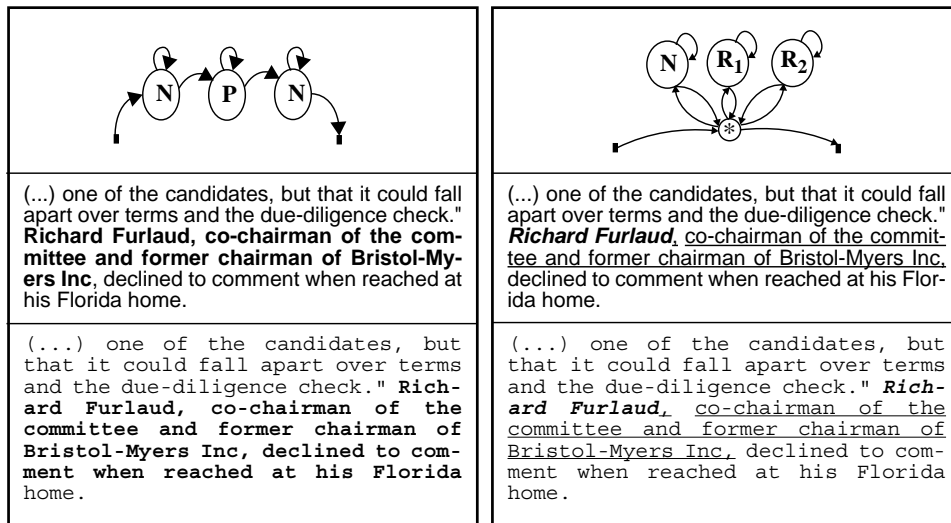 N P N
(...) one of the candidates, but that it could fall
apart over terms and the due-diligence check."
Richard Furlaud, co-chairman of the com-
mittee and former chairman of Bristol-My-
ers Inc, declined to comment when reached at
his Florida home.
(...) one of the candidates, but
that it could fall apart over terms
and the due-diligence check." Rich-
ard Furlaud, co-chairman of the
committee and former chairman of
Bristol-Myers Inc, declined to com-
ment when reached at his Florida
home.
N R1 R2
*
(...) one of the candidates, but that it could fall
apart over terms and the due-diligence check."
Richard Furlaud, co-chairman of the commit-
tee and former chairman of Bristol-Myers Inc,
declined to comment when reached at his Flor-
ida home.
(...) one of the candidates, but
that it could fall apart over terms
and the due-diligence check." Rich-
ard Furlaud, co-chairman of the
committee and former chairman of
Bristol-Myers Inc, declined to com-
ment when reached at his Florida
home.